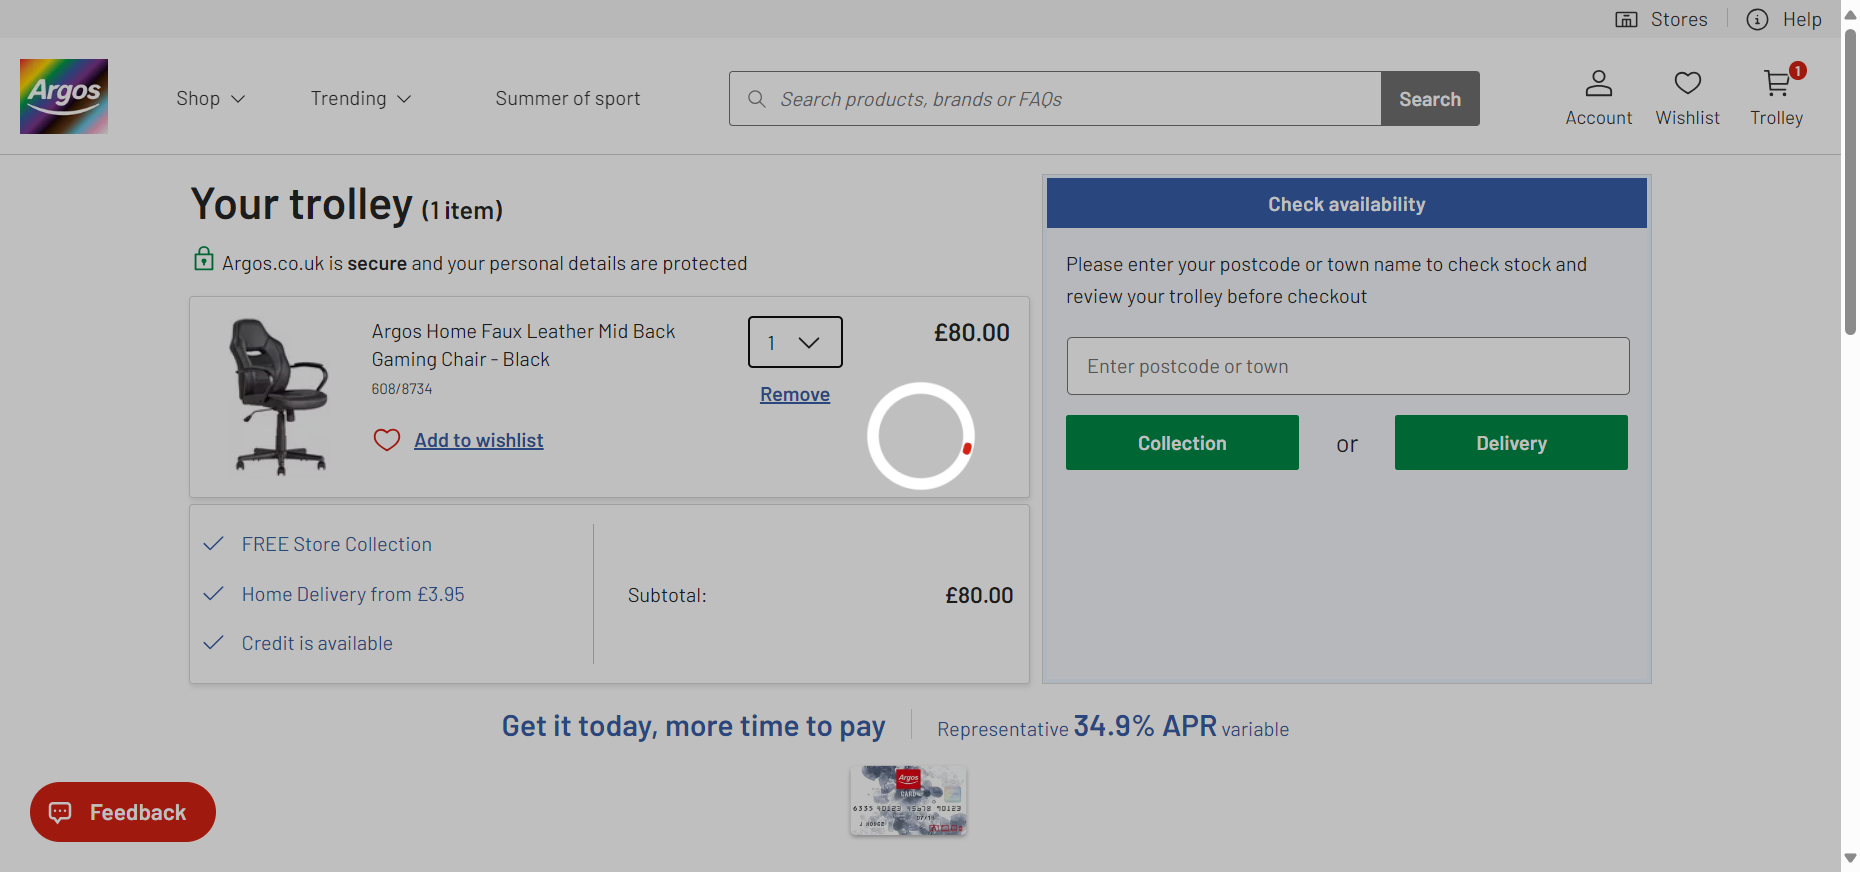 Stores
Help
Argos
Shop
Trending
Summer of sport
Search products, brands or FAQs
Search
Account
Wishlist
1
Trolley
Your trolley (1 item)
Argos.co.uk is secure and your personal details are protected
Argos Home Faux Leather Mid Back
Gaming Chair - Black
608/8734
Add to wishlist
1
Remove
£80.00
FREE Store Collection
Home Delivery from £3.95
Credit is available
Subtotal:
£80.00
Check availability
Please enter your postcode or town name to check stock and
review your trolley before checkout
Enter postcode or town
Collection
or
Delivery
Get it today, more time to pay
Representative 34.9% APR variable
Argos
CARD
Feedback